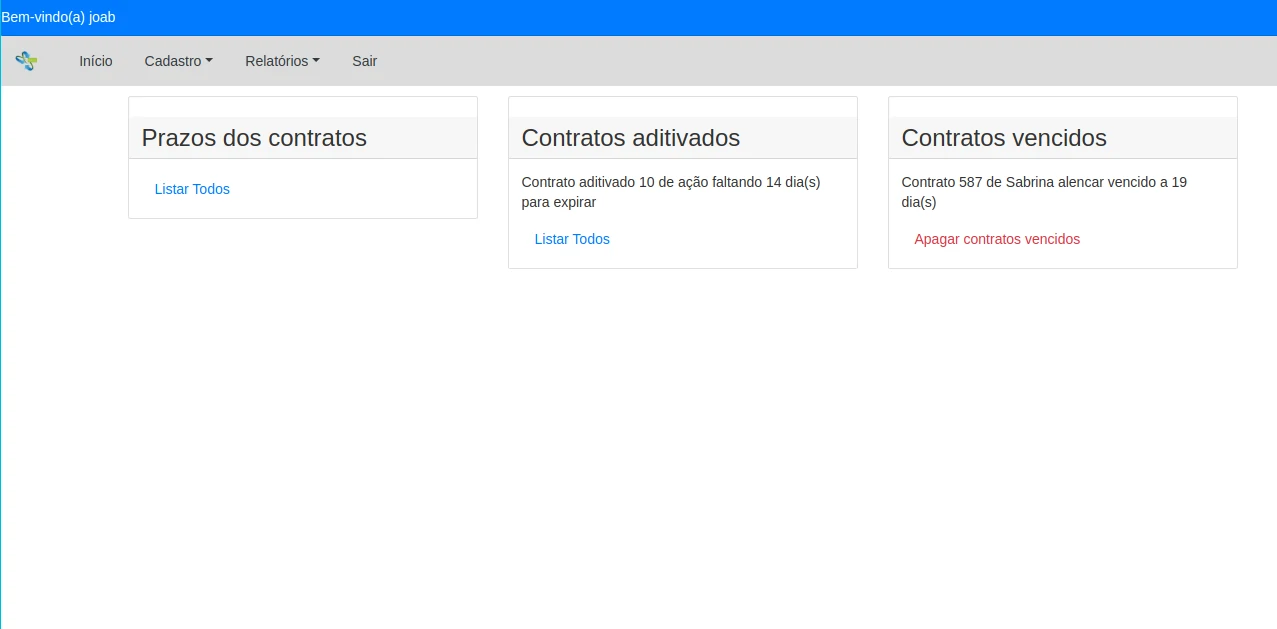 Bem-vindo(a) joab
Início
Cadastro
Relatórios
Sair
Prazos dos contratos
Listar Todos
Contratos aditivados
Contrato aditivado 10 de ação faltando 14 dia(s)
para expirar
Listar Todos
Contratos vencidos
Contrato 587 de Sabrina alencar vencido a 19
dia(s)
Apagar contratos vencidos